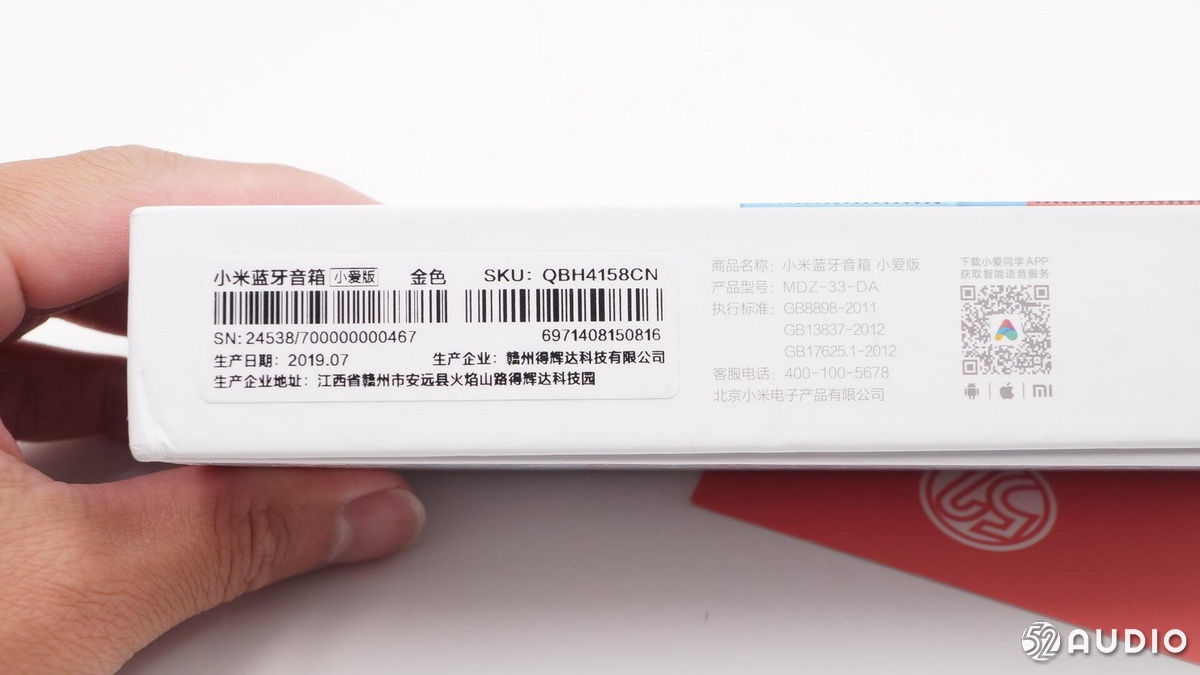 小米蓝牙音箱 小爱版 金色 SKU: QBH4158CN
SN: 24538/700000000467 6971408150816
生产日期: 2019.07 生产企业: 赣州得辉达科技有限公司
生产企业地址: 江西省赣州市安远县火焰山路得辉达科技园
商品名称: 小米蓝牙音箱 小爱版
产品型号: MDZ-33-DA
执行标准: GB8898-2011
GB13837-2012
GB17625.1-2012
客服电话: 400-100-5678
北京小米电子产品有限公司
下载小爱同学APP
获取智能语音服务
mi
52 AUDIO